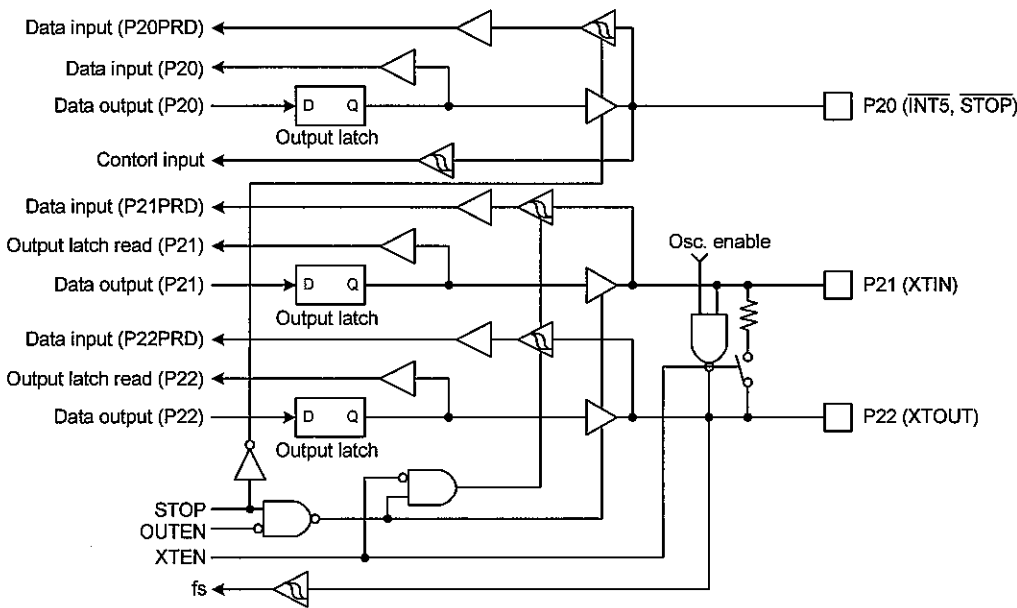 Data input (P20PRD)
Data input (P20)
Data output (P20)
D Q
Output latch
P20 (INT5, STOP)
Contorl input
Data input (P21PRD)
Output latch read (P21)
Osc. enable
Data output (P21)
D Q
Output latch
P21 (XTIN)
Data input (P22PRD)
Output latch read (P22)
Data output (P22)
D Q
Output latch
P22 (XTOUT)
STOP
OUTEN
XTEN
fs